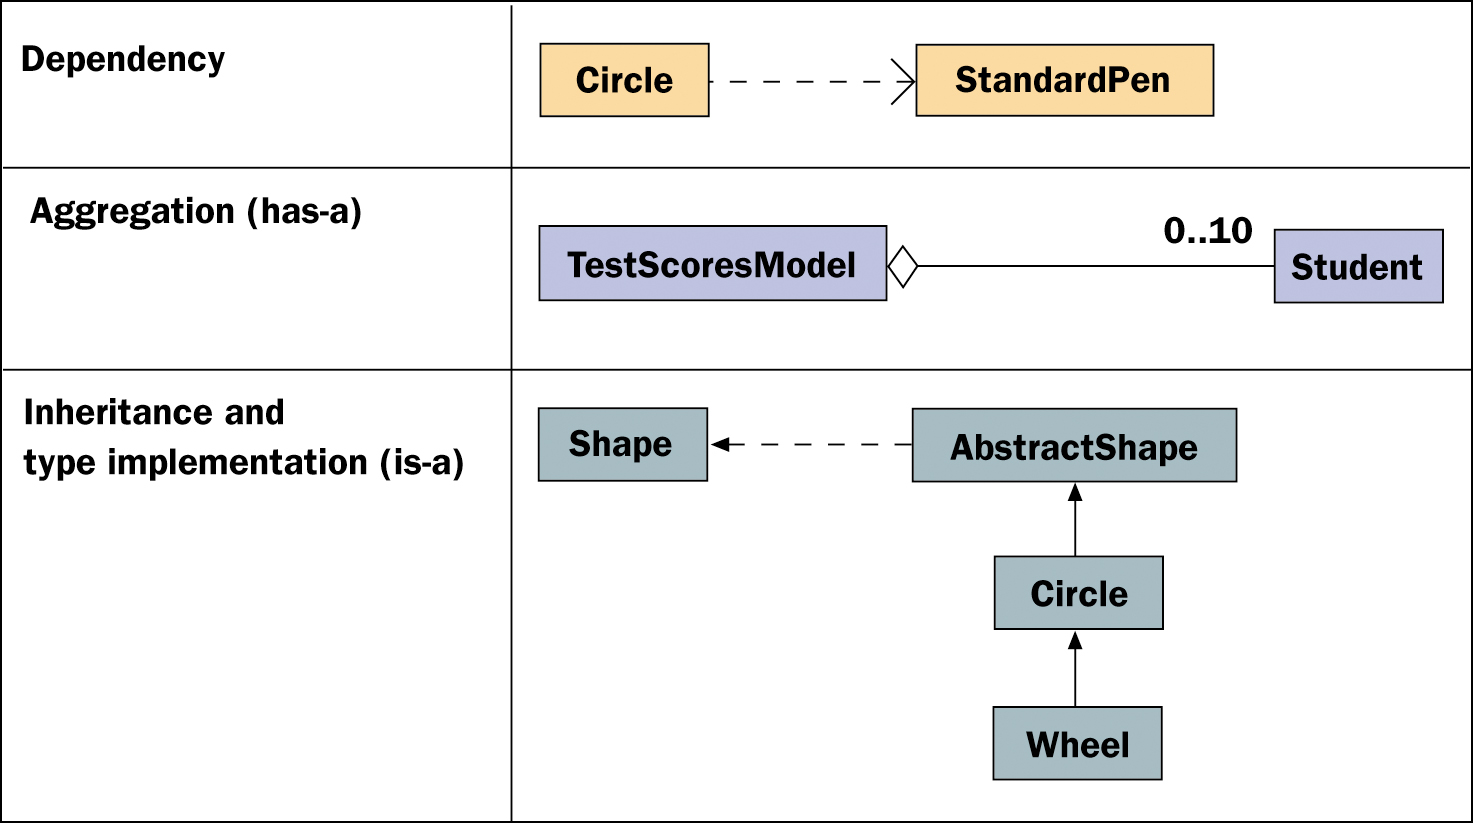 Dependency
Circle
StandardPen
Aggregation (has-a)
TestScoresModel
0..10
Student
Inheritance and
type implementation (is-a)
Shape
AbstractShape
Circle
Wheel